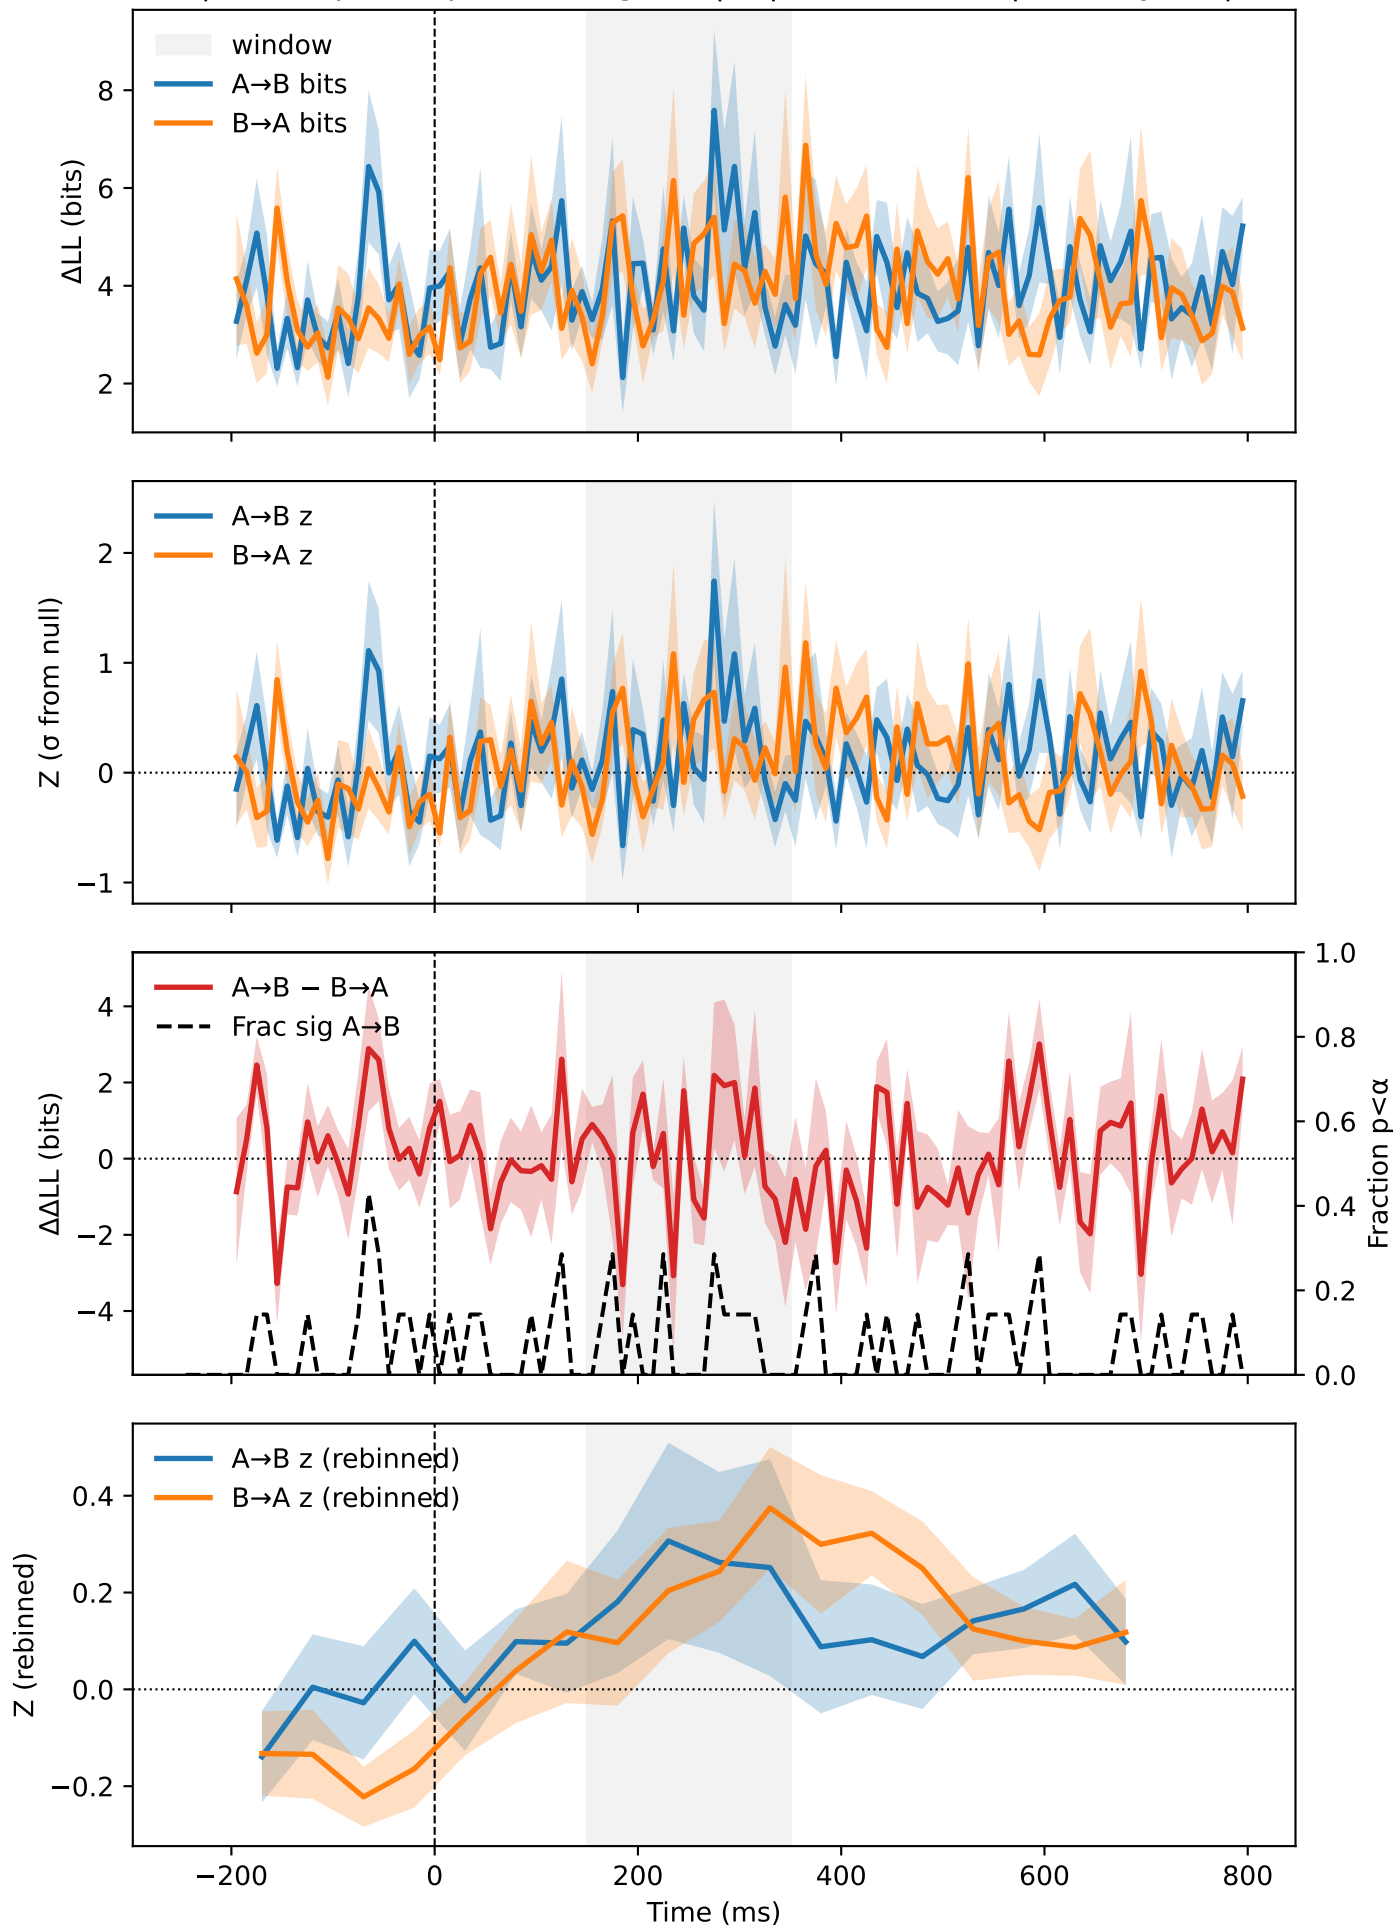 window
A→B bits
B→A bits
ΔLL (bits)
8
6
4
2
A→B z
B→A z
Z (σ from null)
2
1
0
−1
A→B − B→A
Frac sig A→B
ΔΔLL (bits)
4
2
0
−2
−4
1.0
0.8
0.6
0.4
0.2
0.0
Fraction p<α
A→B z (rebinned)
B→A z (rebinned)
Z (rebinned)
0.4
0.2
0.0
−0.2
−200
0
200
400
600
800
Time (ms)